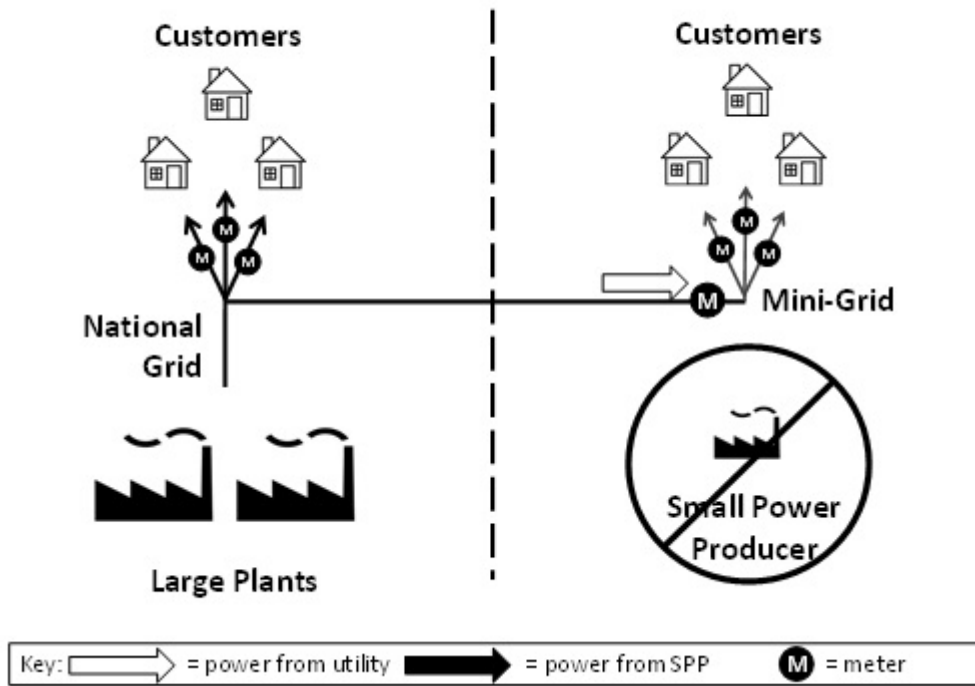 Customers
Customers
M
M
M
M
M
M
M
Mini-Grid
National
Grid
Small Power
Producer
Large Plants
Key: = power from utility = power from SPP M = meter